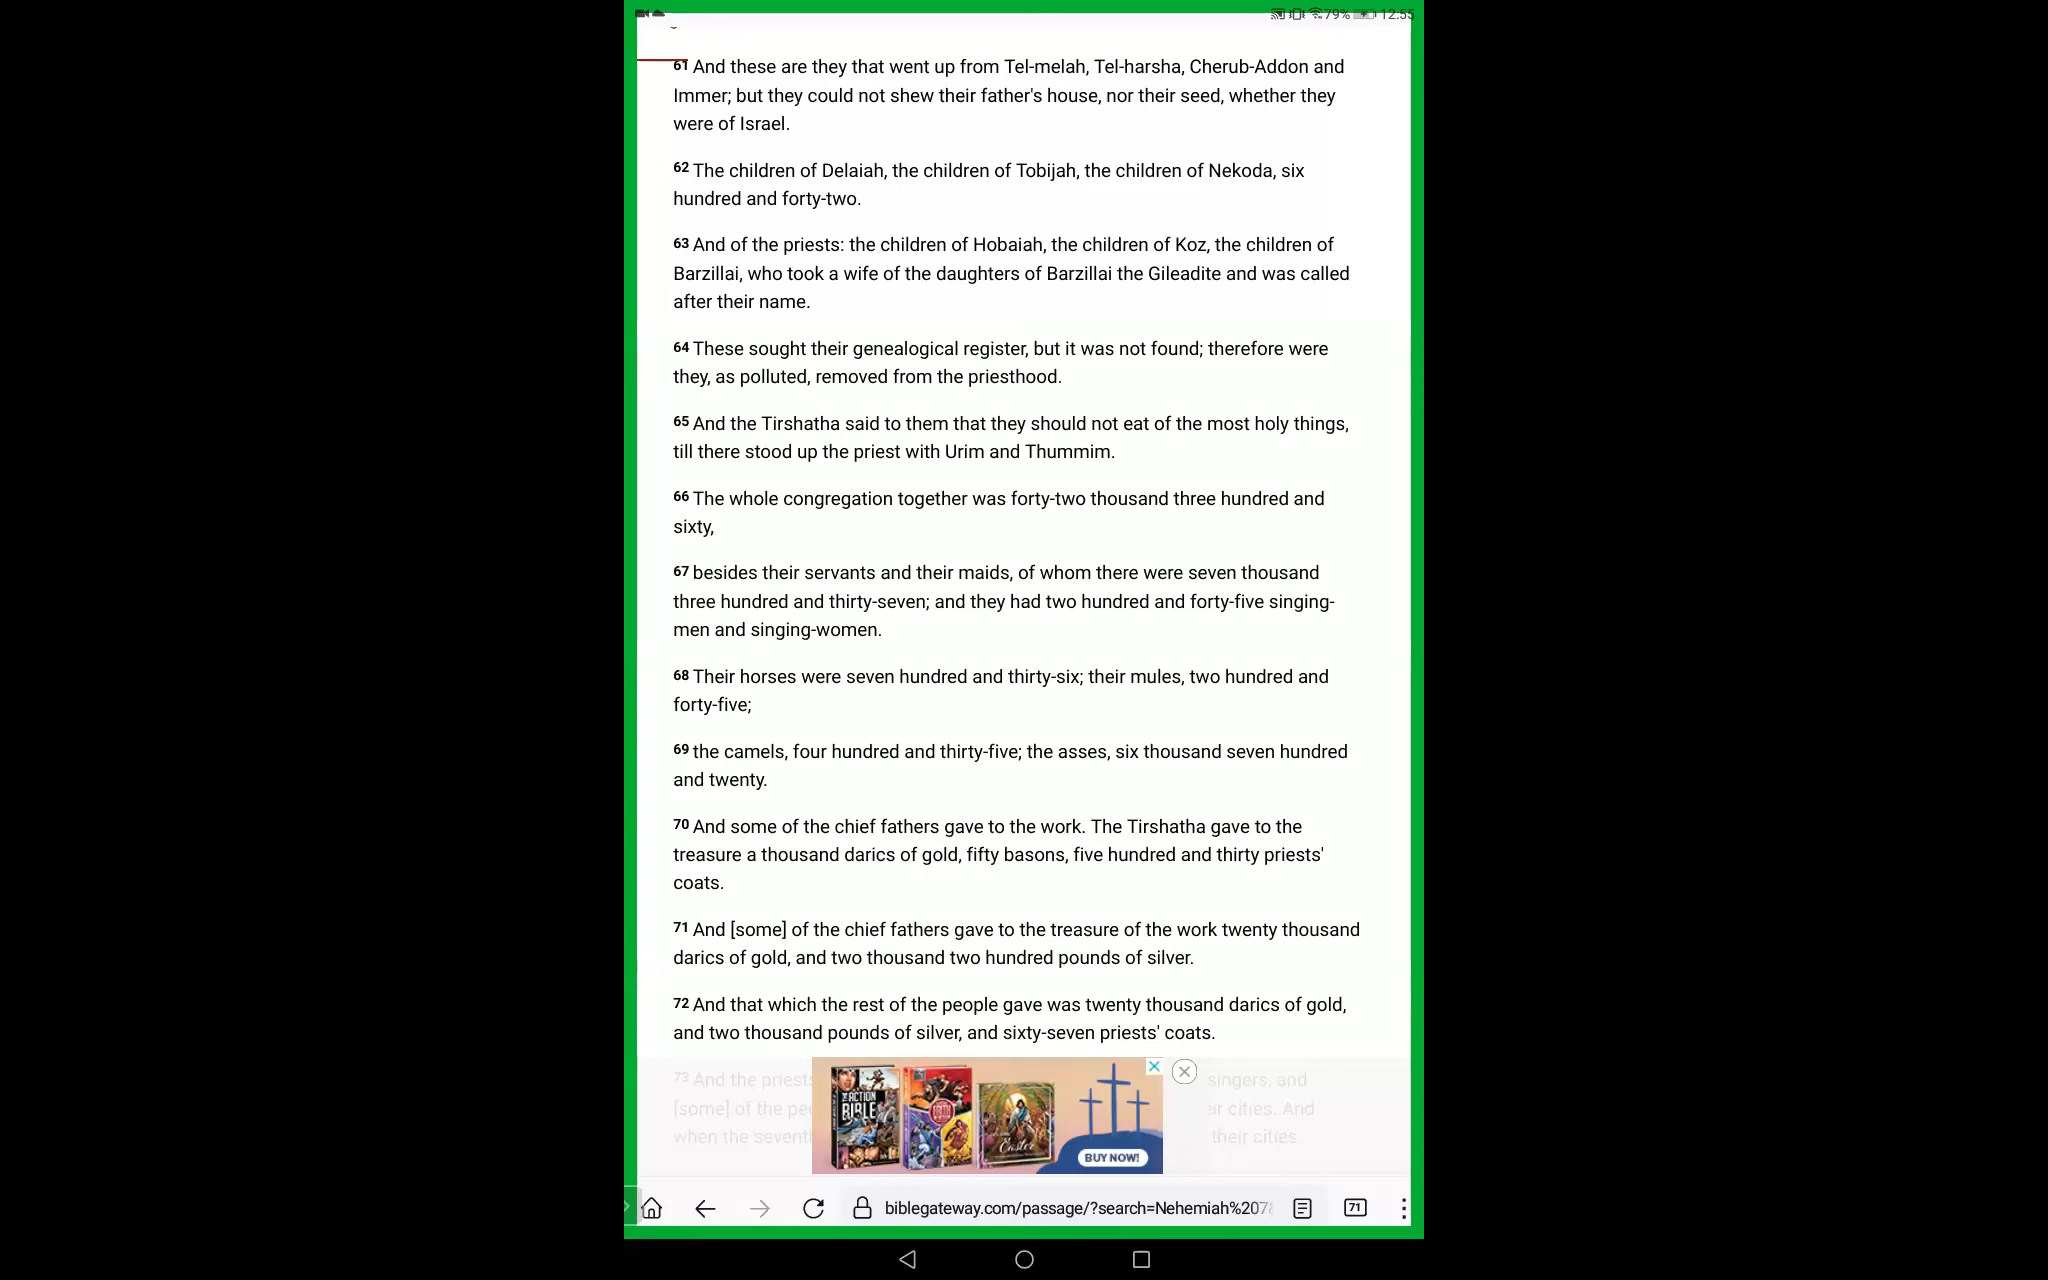 79% 12:55
61 And these are they that went up from Tel-melah, Tel-harsha, Cherub-Addon and
Immer; but they could not shew their father's house, nor their seed, whether they
were of Israel.
62 The children of Delaiah, the children of Tobijah, the children of Nekoda, six
hundred and forty-two.
63 And of the priests: the children of Hobaiah, the children of Koz, the children of
Barzillai, who took a wife of the daughters of Barzillai the Gileadite and was called
after their name.
64 These sought their genealogical register, but it was not found; therefore were
they, as polluted, removed from the priesthood.
65 And the Tirshatha said to them that they should not eat of the most holy things,
till there stood up the priest with Urim and Thummim.
66 The whole congregation together was forty-two thousand three hundred and
sixty,
67 besides their servants and their maids, of whom there were seven thousand
three hundred and thirty-seven; and they had two hundred and forty-five singing-
men and singing-women.
68 Their horses were seven hundred and thirty-six; their mules, two hundred and
forty-five;
69 the camels, four hundred and thirty-five; the asses, six thousand seven hundred
and twenty.
70 And some of the chief fathers gave to the work. The Tirshatha gave to the
treasure a thousand darics of gold, fifty basons, five hundred and thirty priests'
coats.
71 And [some] of the chief fathers gave to the treasure of the work twenty thousand
darics of gold, and two thousand two hundred pounds of silver.
72 And that which the rest of the people gave was twenty thousand darics of gold,
and two thousand pounds of silver, and sixty-seven priests' coats.
73 And the priests singers, and
[some] of the cities. And
when the their cities,
THE ACTION BIBLE
Easter
BUY NOW!
biblegateway.com/passage/?search=Nehemiah%207
71